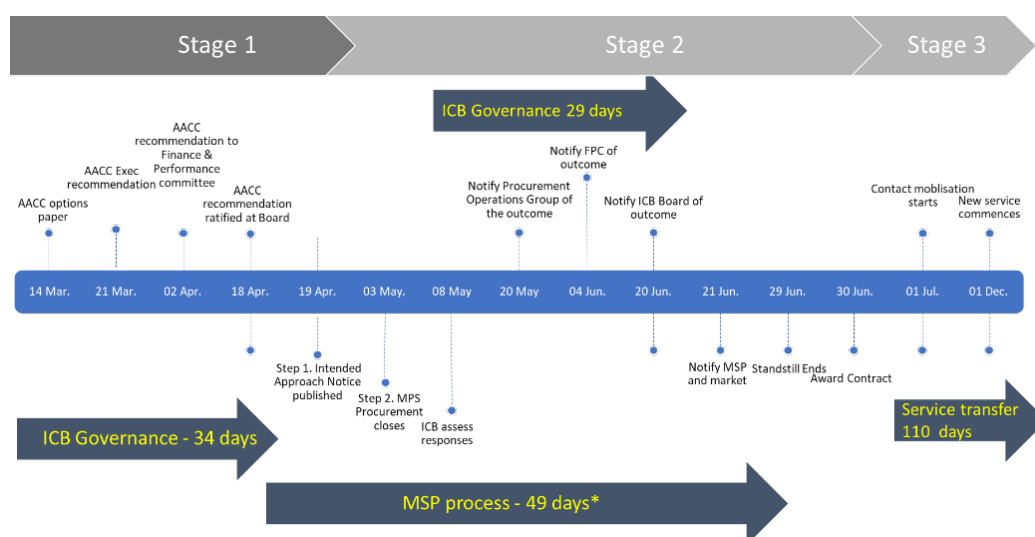 Stage 1
Stage 2
Stage 3
ICB Governance 29 days
AACC options
paper
AACC Exec
recommendation
AACC
recommendation to
Finance &
Performance
committee
AACC
recommendation
ratified at Board
Notify Procurement
Operations Group of
the outcome
Notify FPC of
outcome
Notify ICB Board of
outcome
Contact moblisation
starts
New service
commences
14 Mar.
21 Mar.
02 Apr.
18 Apr.
19 Apr.
03 May.
08 May
20 May
04 Jun.
20 Jun.
21 Jun.
29 Jun.
30 Jun.
01 Jul.
01 Dec.
Step 1. Intended
Approach Notice
published
Step 2. MPS
Procurement
closes
ICB assess
responses
Notify MSP
and market
Standstill Ends
Award Contract
ICB Governance - 34 days
Service transfer
110 days
MSP process - 49 days*